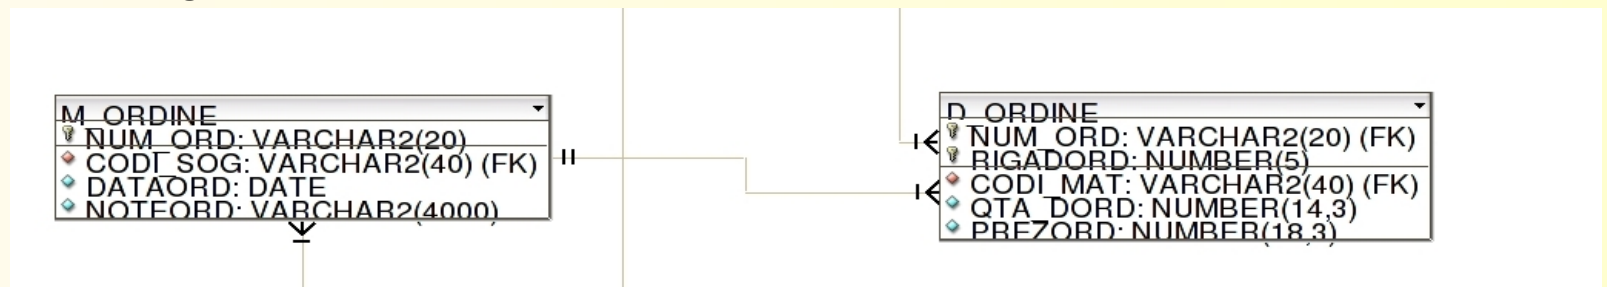 M_ORDINE
NUM_ORD: VARCHAR2(20)
CODI_SOG: VARCHAR2(40) (FK)
DATAORD: DATE
NOTEORD: VARCHAR2(4000)
D_ORDINE
NUM_ORD: VARCHAR2(20) (FK)
RIGADORD: NUMBER(5)
CODI_MAT: VARCHAR2(40) (FK)
QTA_DORD: NUMBER(14,3)
PREZORD: NUMBER(18,3)